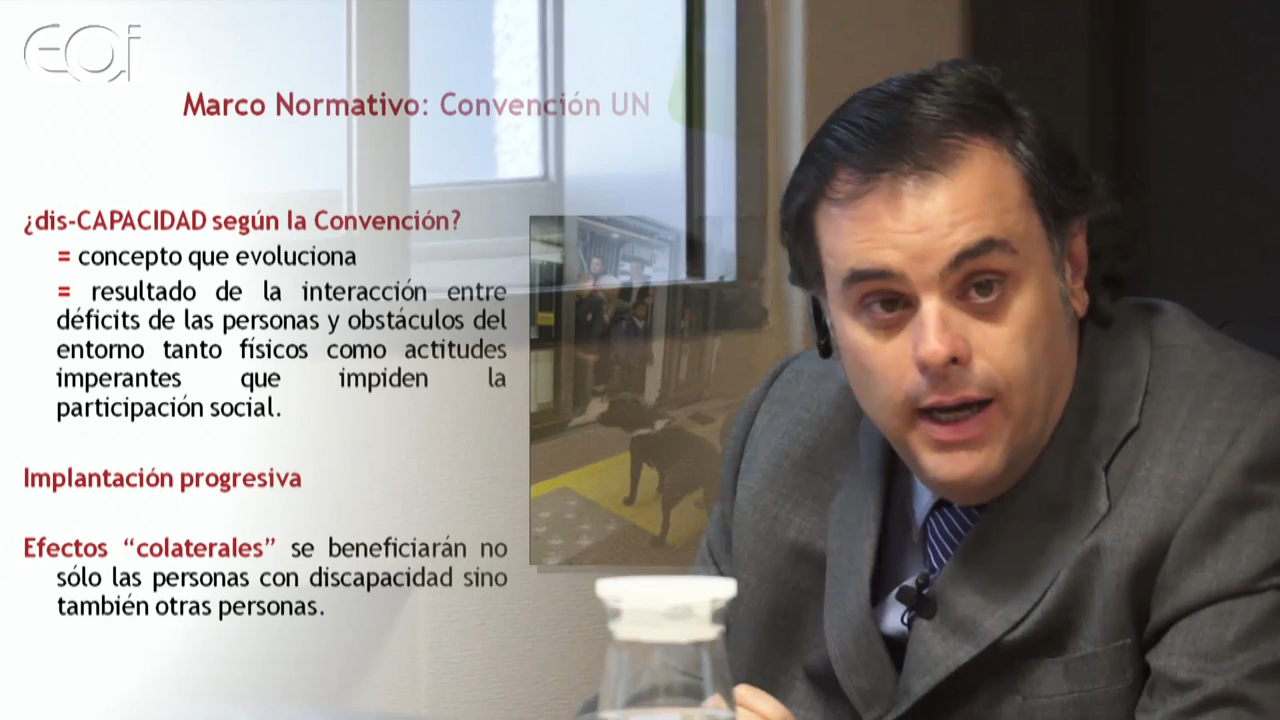 eoi
Marco Normativo: Convención UN
¿dis-CAPACIDAD según la Convención?
= concepto que evoluciona
= resultado de la interacción entre
déficits de las personas y obstáculos del
entorno tanto físicos como actitudes
imperantes que impiden la
participación social.
Implantación progresiva
Efectos “colaterales” se beneficiarán no
sólo las personas con discapacidad sino
también otras personas.